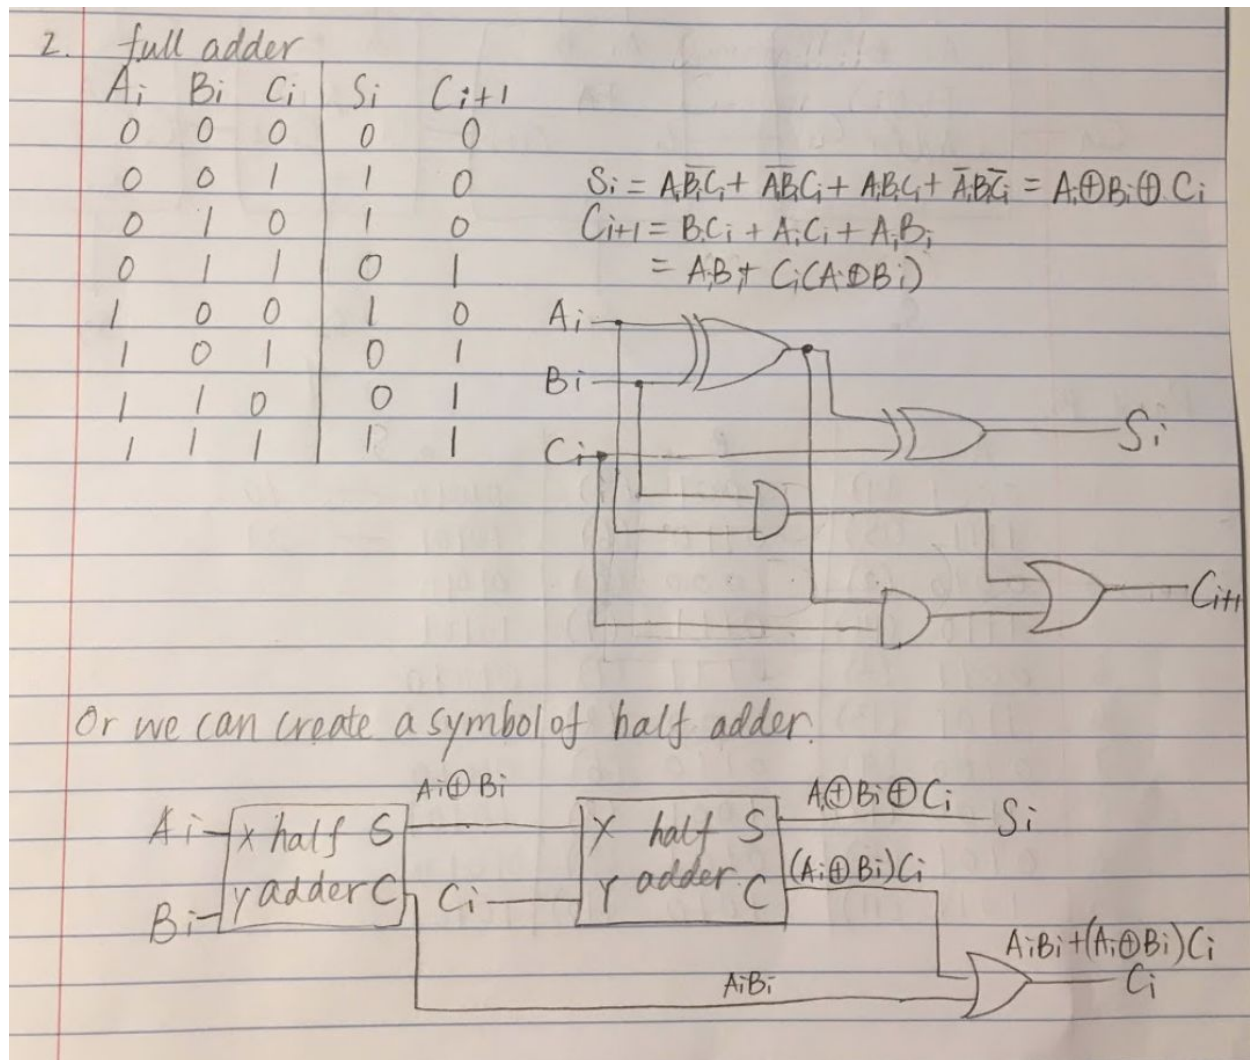 2. full adder
Ai Bi Ci Si Ci+1
0 0 0 0 0
0 0 1 1 0
0 1 0 1 0
0 1 1 0 1
1 0 0 1 0
1 0 1 0 1
1 1 0 0 1
1 1 1 1 1
Si = AiB̅iCi + A̅iB̅iCi + AiBiCi + A̅iBiC̅i = Ai⊕Bi⊕Ci
Ci+1 = BiCi + AiCi + AiBi
= AiBi + Ci(Ai⊕Bi)
Ai
Bi
Ci
Si
Ci+1
Or we can create a symbol of half adder.
Ai⊕Bi
Ai⊕Bi⊕Ci
Ai X half S X half S Si
(Ai⊕Bi)Ci
Bi Y adder C Ci Y adder C
AiBi+(Ai⊕Bi)Ci
AiBi Ci